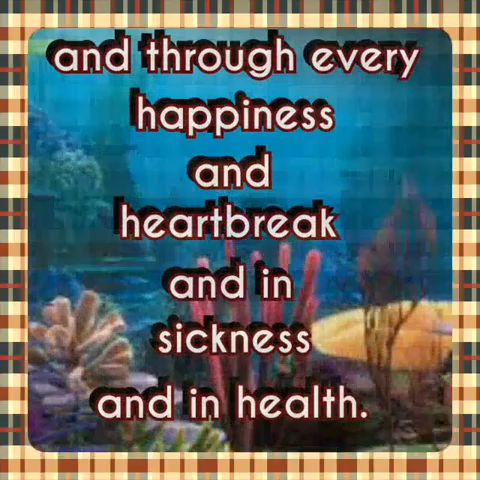 and through every
happiness
and
heartbreak
and in
sickness
and in health.